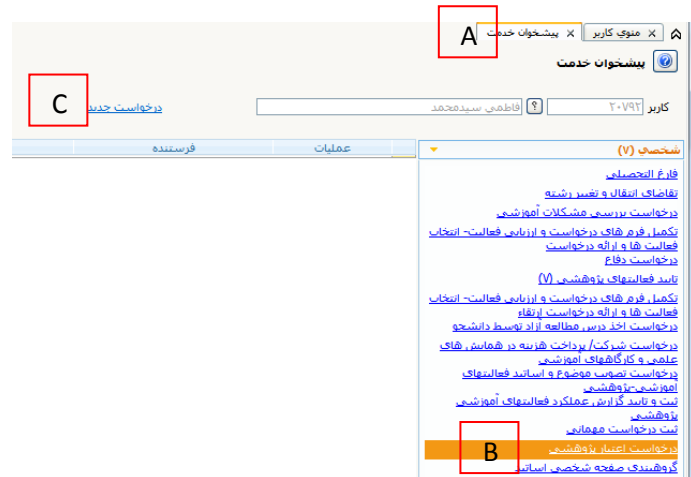 منوي كاربر
پیشخوان خدمت
A
پیشخوان خدمت
C
کاربر ۲۰۷۹۲ ؟ فاطمی سیدمحمد
درخواست جدید
شخصي (۷)
عملیات
فرستنده
فارغ التحصیلی
تقاضای انتقال و تغییر رشته
درخواست بررسی مشکلات آموزشی
تکمیل فرم های درخواست و ارزیابی فعالیت- انتخاب
فعالیت ها و ارائه درخواست
درخواست دفاع
تایید فعالیتهای پژوهشی (۷)
تکمیل فرم های درخواست و ارزیابی فعالیت- انتخاب
فعالیت ها و ارائه درخواست ارتقاء
درخواست اخذ درس مطالعه آزاد توسط دانشجو
درخواست شرکت/ پرداخت هزینه در همایش های
علمی و کارگاههای آموزشی
درخواست تصویب موضوع و اساتید فعالیتهای
آموزشی-پژوهشی
ثبت و تایید گزارش عملکرد فعالیتهای آموزشی
پژوهشی
ثبت درخواست مهمانی
درخواست اعتبار پژوهشی
B
گروهبندی صفحه شخصی اساتید